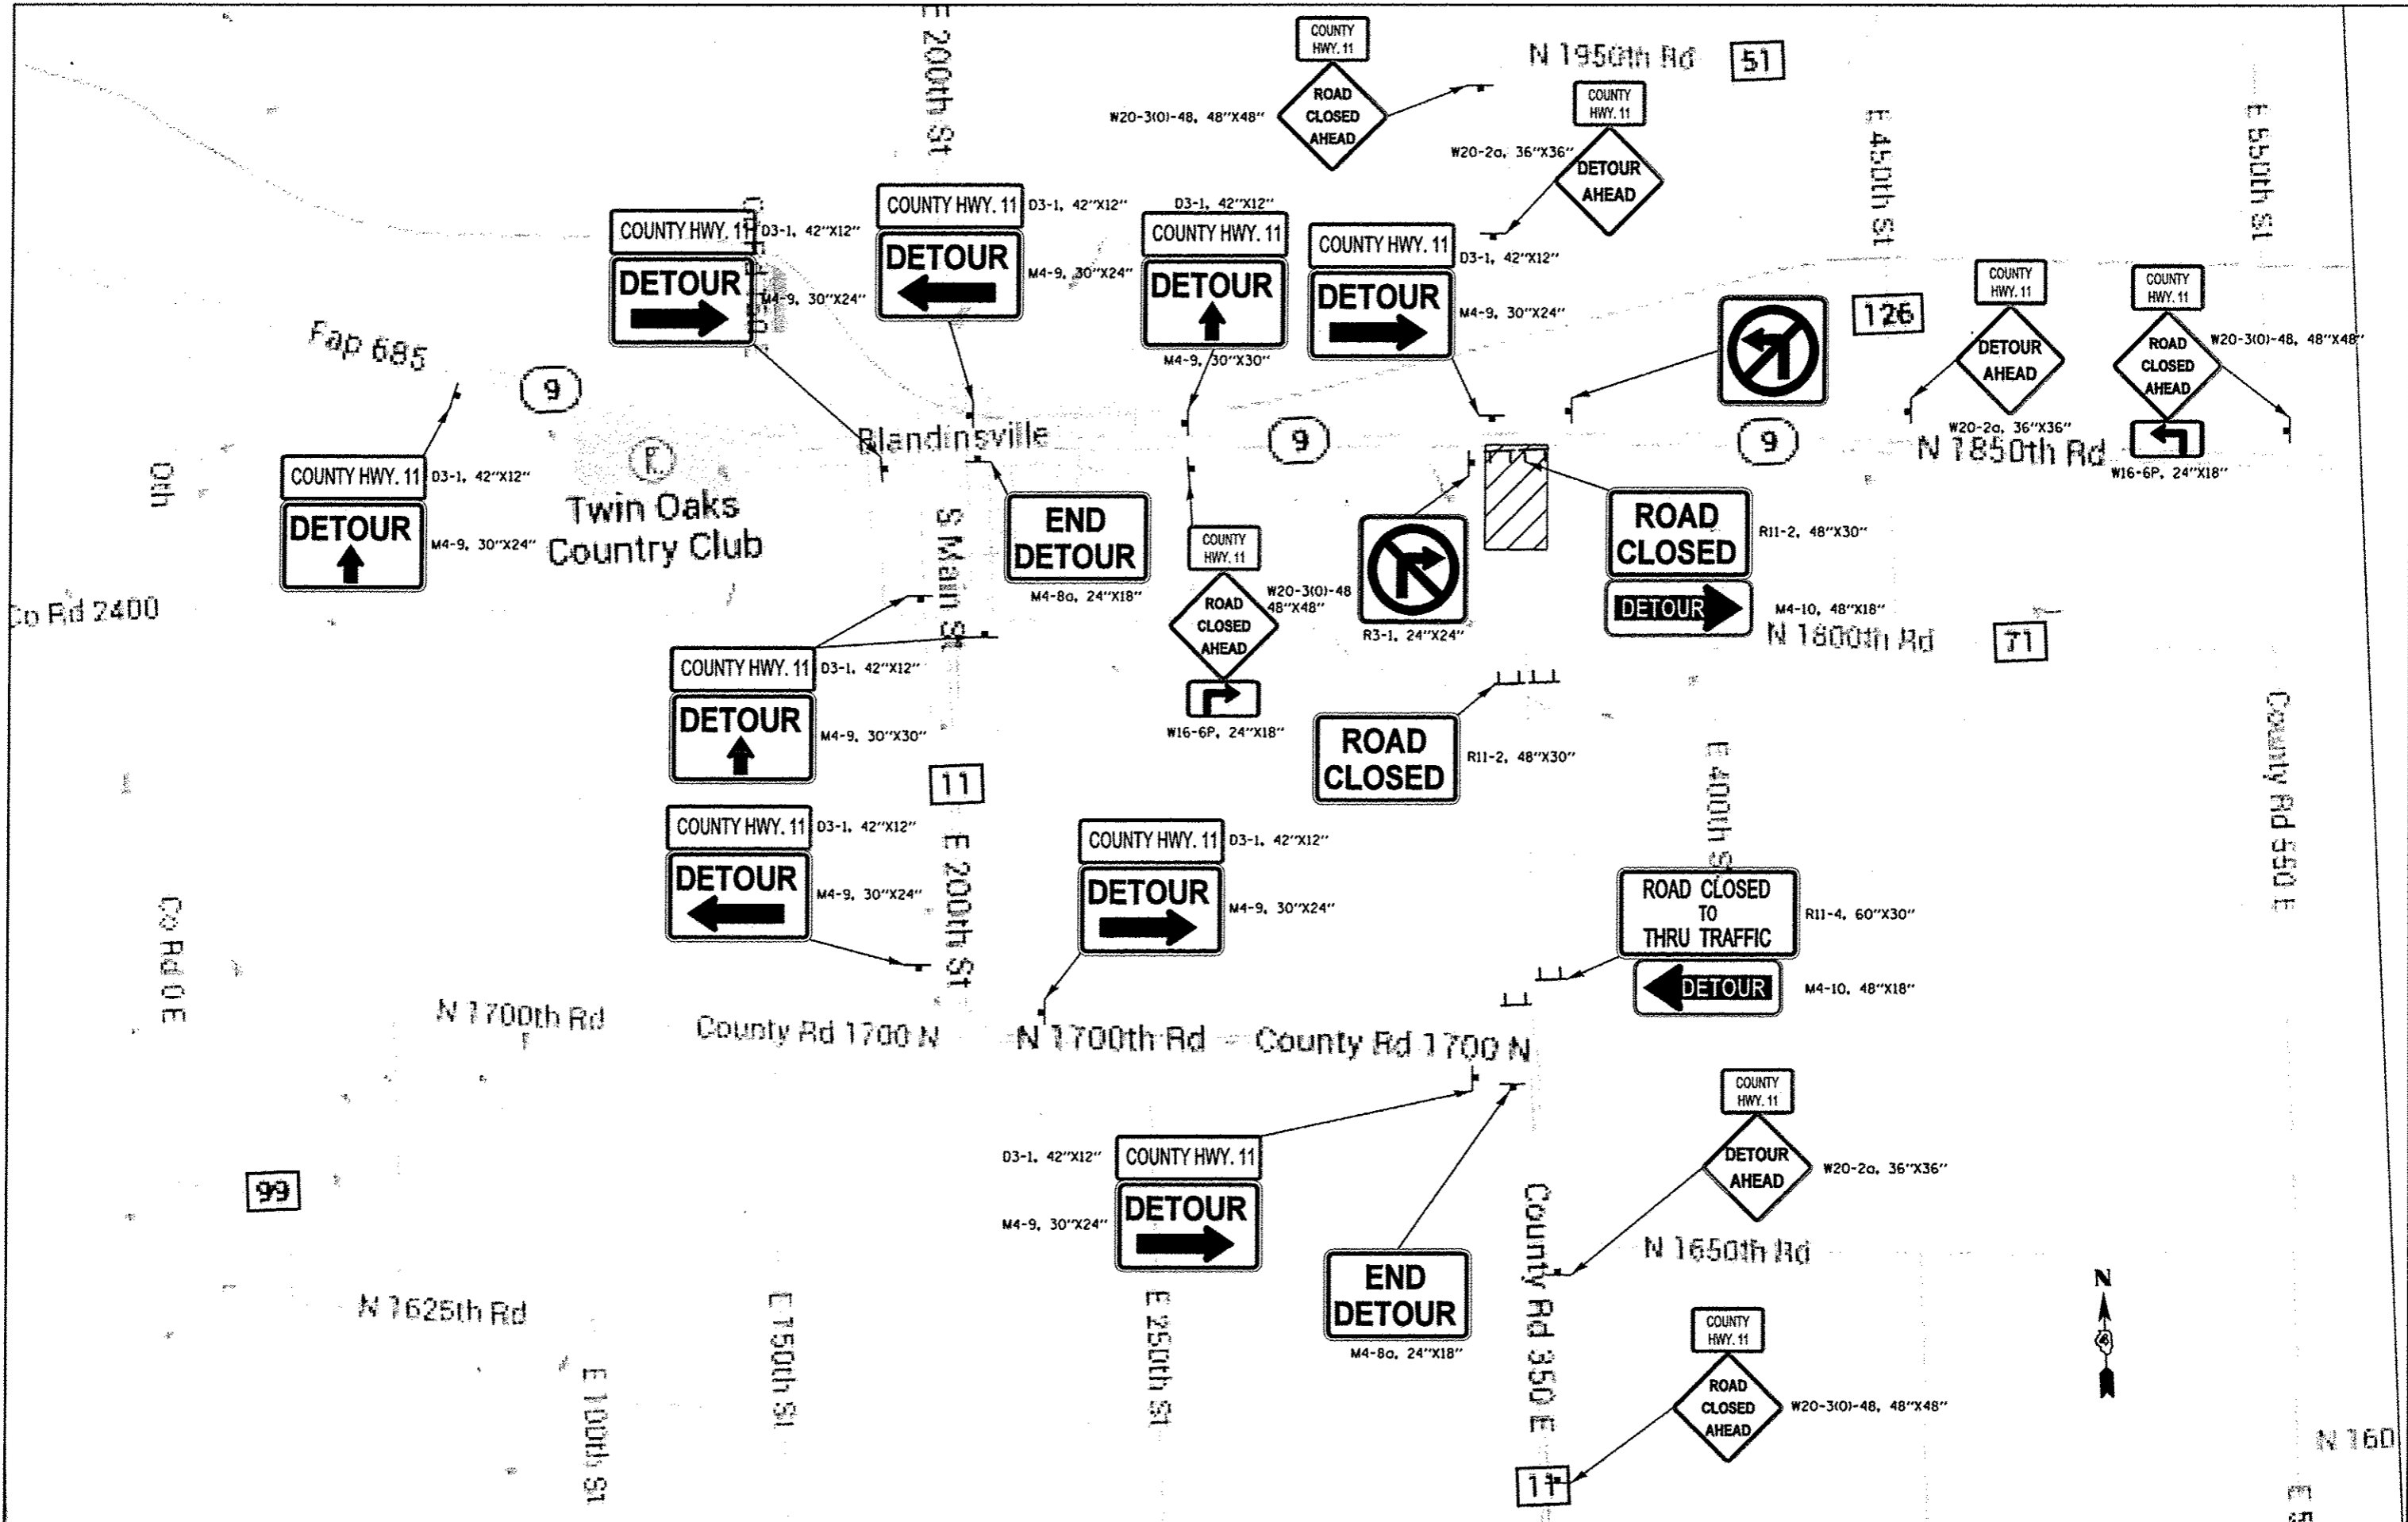 E 200th St
COUNTY
HWY. 11
ROAD
CLOSED
AHEAD
W20-3(O)-48, 48"X48"
N 1950th Rd
51
COUNTY
HWY. 11
W20-2a, 36"X36"
DETOUR
AHEAD
E 450th St
E 550th St
COUNTY HWY. 11
D3-1, 42"X12"
DETOUR
M4-9, 30"X24"
COUNTY HWY. 11
D3-1, 42"X12"
DETOUR
M4-9, 30"X24"
D3-1, 42"X12"
COUNTY HWY. 11
DETOUR
M4-9, 30"X30"
COUNTY HWY. 11
D3-1, 42"X12"
DETOUR
M4-9, 30"X24"
126
COUNTY
HWY. 11
DETOUR
AHEAD
W20-2a, 36"X36"
COUNTY
HWY. 11
ROAD
CLOSED
AHEAD
W20-3(O)-48, 48"X48"
W16-6P, 24"X18"
Fap 685
9
Blandinsville
9
9
N 1850th Rd
0th
COUNTY HWY. 11
D3-1, 42"X12"
DETOUR
M4-9, 30"X24"
Twin Oaks
Country Club
S Main St
END
DETOUR
M4-8a, 24"X18"
COUNTY
HWY. 11
ROAD
CLOSED
AHEAD
W20-3(O)-48
48"X48"
W16-6P, 24"X18"
R3-1, 24"X24"
ROAD
CLOSED
R11-2, 48"X30"
DETOUR
M4-10, 48"X18"
N 1800th Rd
71
Co Rd 2400
COUNTY HWY. 11
D3-1, 42"X12"
DETOUR
M4-9, 30"X30"
ROAD
CLOSED
R11-2, 48"X30"
E 400th S
County Rd 550 E
11
COUNTY HWY. 11
D3-1, 42"X12"
DETOUR
M4-9, 30"X24"
E 200th St
COUNTY HWY. 11
D3-1, 42"X12"
DETOUR
M4-9, 30"X24"
ROAD CLOSED
TO
THRU TRAFFIC
R11-4, 60"X30"
DETOUR
M4-10, 48"X18"
Co Rd 0 E
N 1700th Rd
County Rd 1700 N
N 1700th Rd
County Rd 1700 N
COUNTY
HWY. 11
DETOUR
AHEAD
W20-2a, 36"X36"
D3-1, 42"X12"
COUNTY HWY. 11
M4-9, 30"X24"
DETOUR
99
END
DETOUR
M4-8a, 24"X18"
County Rd 350 E
N 1650th Rd
N
N 1625th Rd
E 100th St
E 150th St
E 250th St
COUNTY
HWY. 11
ROAD
CLOSED
AHEAD
W20-3(O)-48, 48"X48"
11
N 160